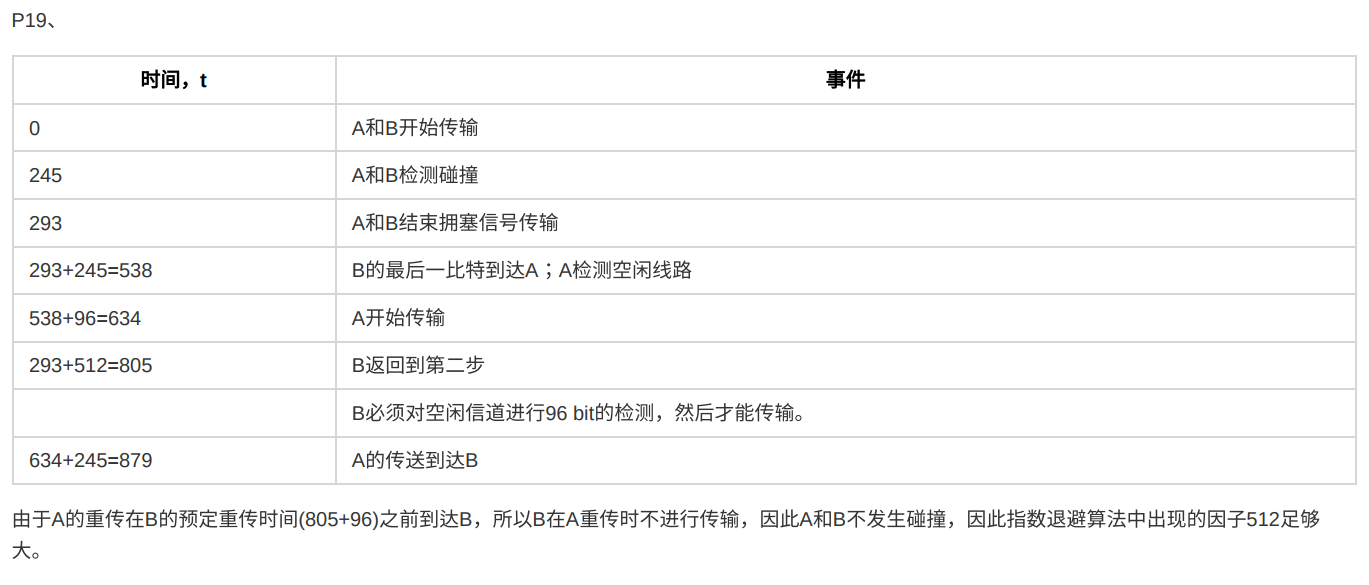 P19、
时间，t 事件
0 A和B开始传输
245 A和B检测碰撞
293 A和B结束拥塞信号传输
293+245=538 B的最后一比特到达A；A检测空闲线路
538+96=634 A开始传输
293+512=805 B返回到第二步
B必须对空闲信道进行96 bit的检测，然后才能传输。
634+245=879 A的传送到达B
由于A的重传在B的预定重传时间(805+96)之前到达B，所以B在A重传时不进行传输，因此A和B不发生碰撞，因此指数退避算法中出现的因子512足够
大。